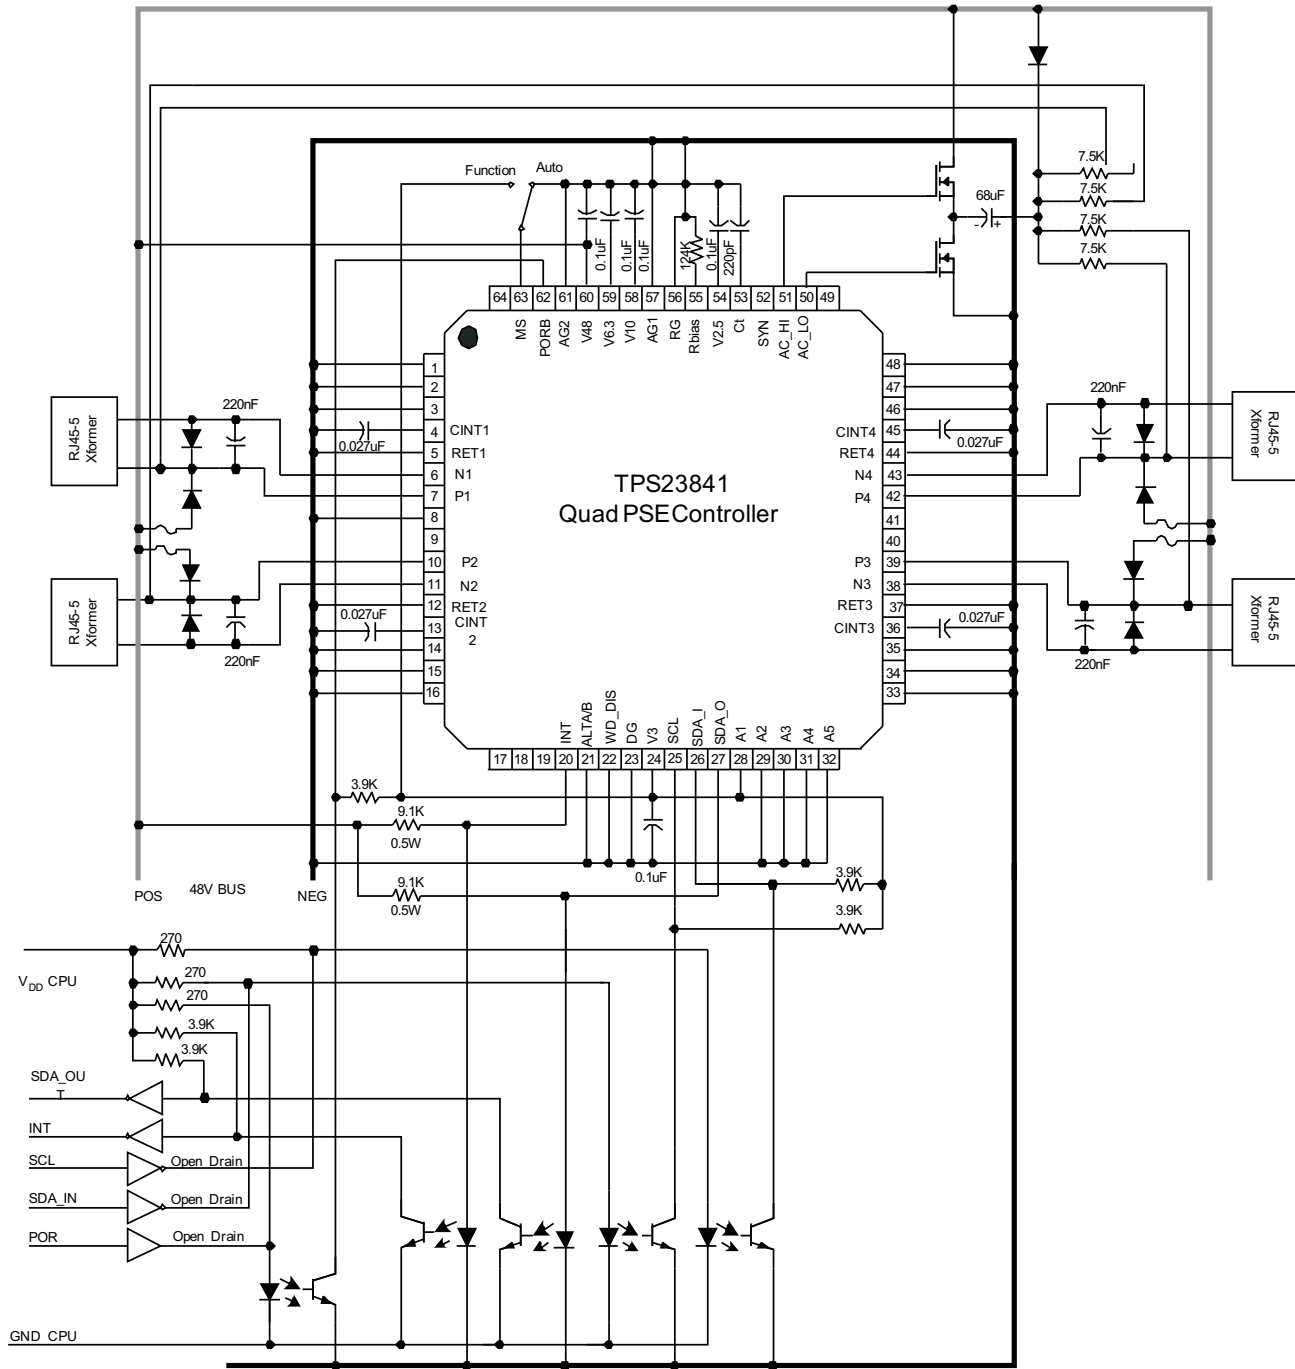 7.5K
7.5K
7.5K
7.5K
68uF
- +
Function Auto
0.1uF
0.1uF
0.1uF
124K
0.1uF
220pF
64 63 62 61 60 59 58 57 56 55 54 53 52 51 50 49
MS
PORB
AG2
V48
V6.3
V10
AG1
RG
Rbias
V2.5
Ct
SYN
AC_HI
AC_LO
TPS23841
Quad PSE Controller
1
2
3
4 CINT1
5 RET1
6 N1
7 P1
8
9
10 P2
11 N2
12 RET2
13 CINT
2
14
15
16
48
47
46
CINT4 45
RET4 44
N4 43
P4 42
41
40
P3 39
N3 38
RET3 37
CINT3 36
35
34
33
RJ45-5
Xformer
220nF
0.027uF
RJ45-5
Xformer
220nF
0.027uF
220nF
0.027uF
RJ45-5
Xformer
0.027uF
220nF
RJ45-5
Xformer
INT
ALTA/B
WD_DIS
DG
V3
SCL
SDA_I
SDA_O
A1
A2
A3
A4
A5
17 18 19 20 21 22 23 24 25 26 27 28 29 30 31 32
3.9K
9.1K
0.5W
0.1uF
9.1K
0.5W
3.9K
3.9K
POS 48V BUS NEG
270
VDD CPU
270
270
3.9K
3.9K
SDA_OU
T
INT
SCL Open Drain
SDA_IN Open Drain
POR Open Drain
GND CPU